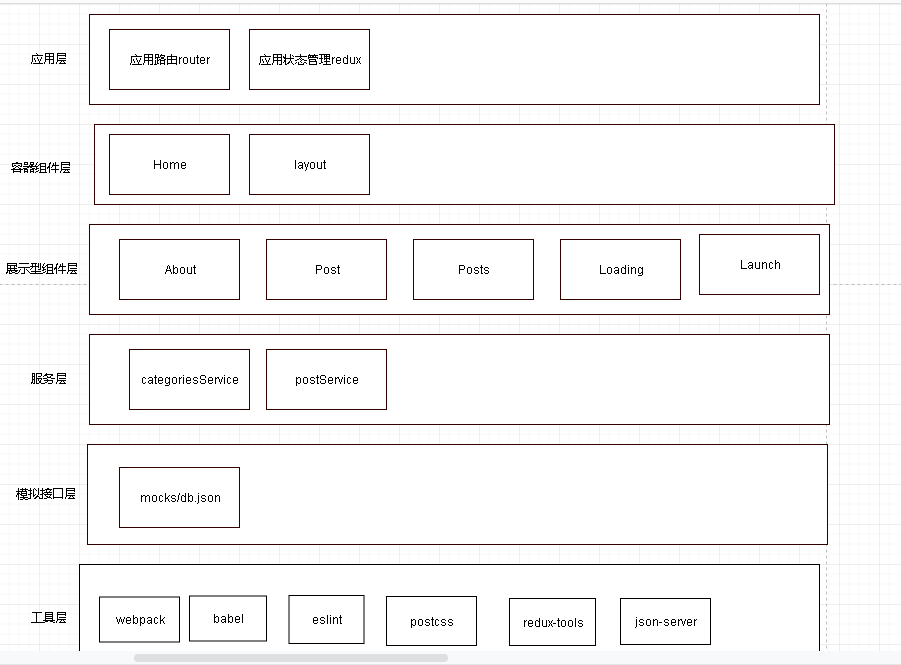 应用层
应用路由router
应用状态管理redux
容器组件层
Home
layout
展示型组件层
About
Post
Posts
Loading
Launch
服务层
categoriesService
postService
模拟接口层
mocks/db.json
工具层
webpack
babel
eslint
postcss
redux-tools
json-server